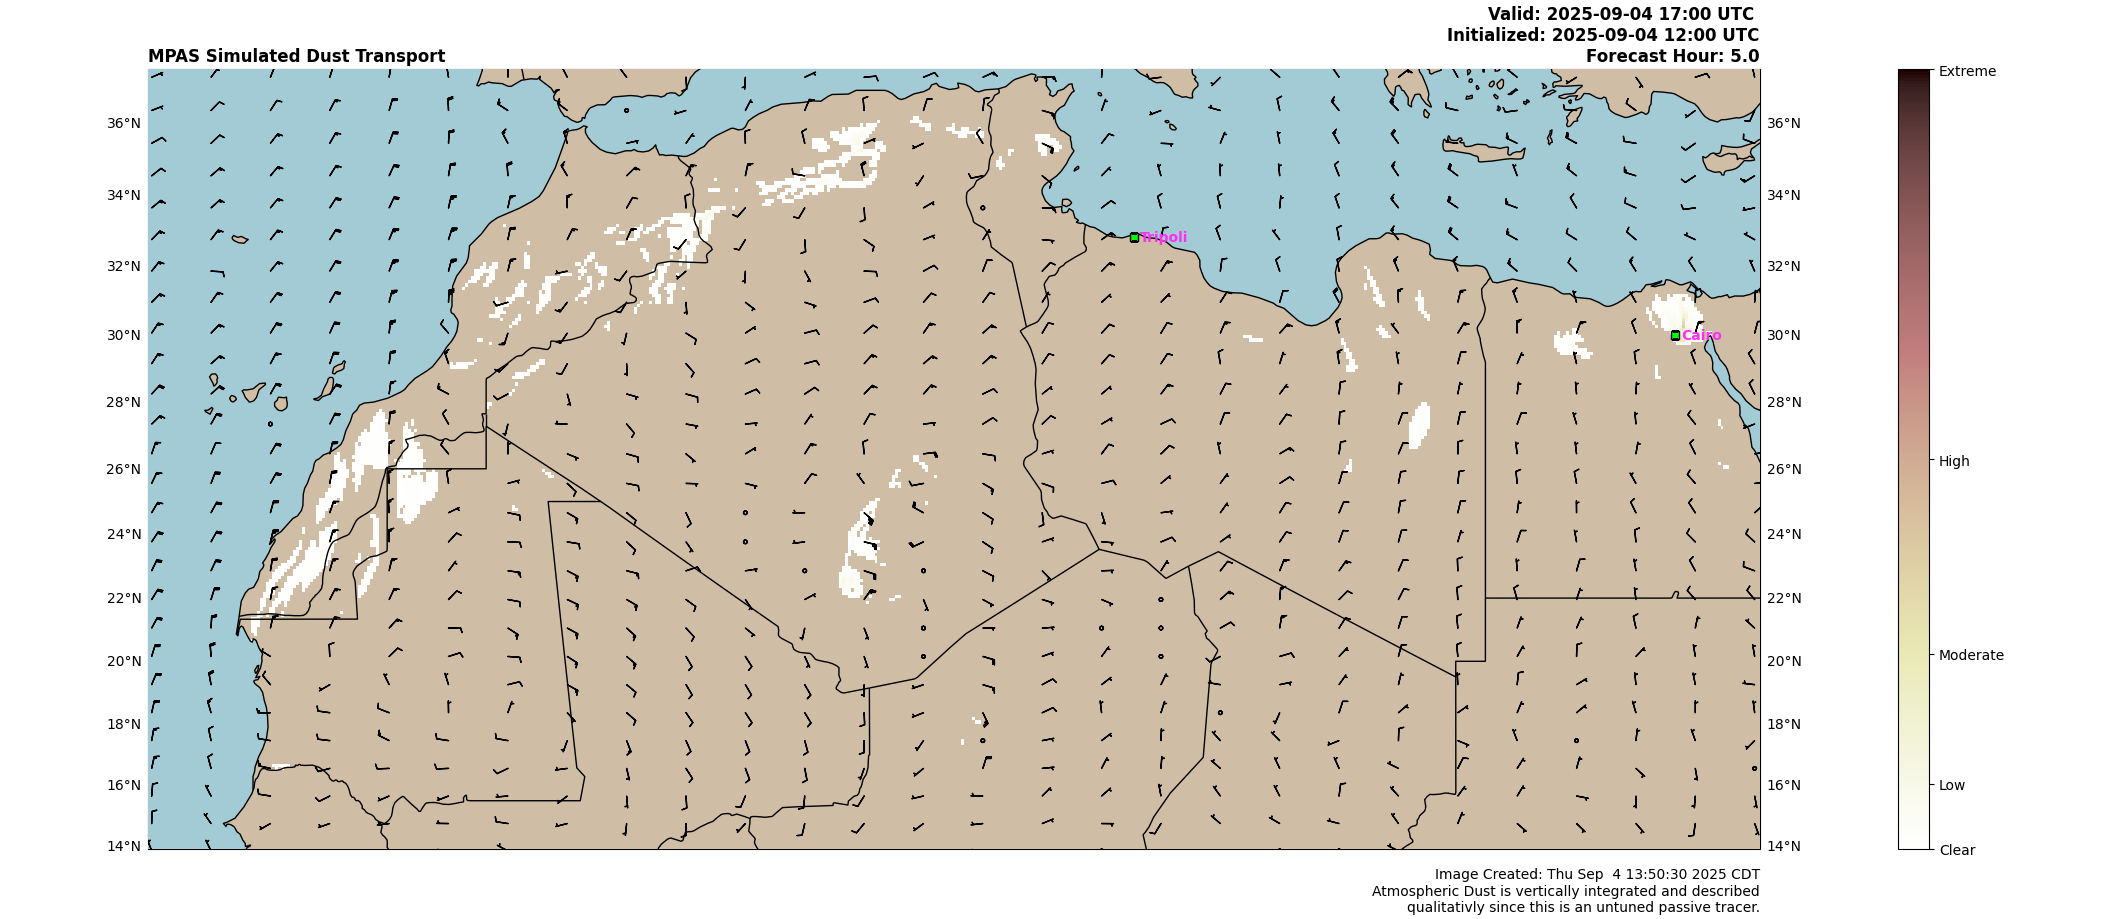 Valid: 2025-09-04 17:00 UTC
Initialized: 2025-09-04 12:00 UTC
MPAS Simulated Dust Transport
Forecast Hour: 5.0
36°N
34°N
32°N
30°N
28°N
26°N
24°N
22°N
20°N
18°N
16°N
14°N
Tripoli
Cairo
36°N
34°N
32°N
30°N
28°N
26°N
24°N
22°N
20°N
18°N
16°N
14°N
Extreme
High
Moderate
Low
Clear
Image Created: Thu Sep  4 13:50:30 2025 CDT
Atmospheric Dust is vertically integrated and described
qualitativly since this is an untuned passive tracer.